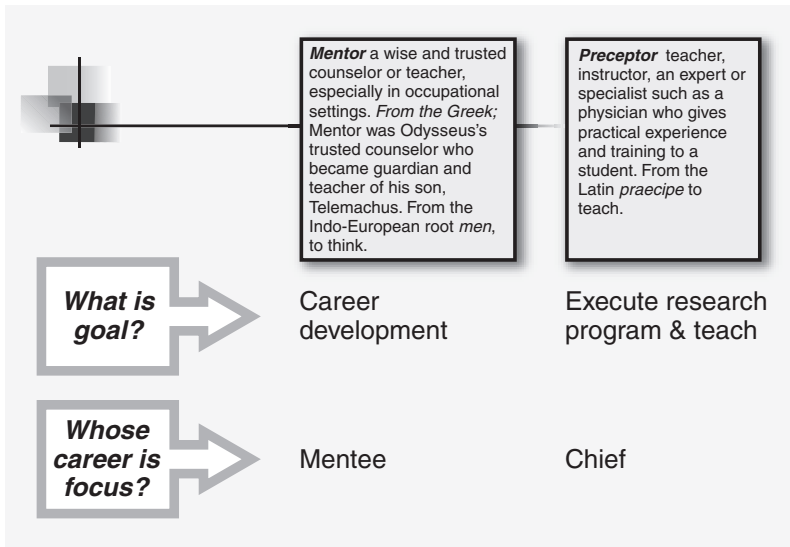 Mentor a wise and trusted
counselor or teacher,
especially in occupational
settings. From the Greek;
Mentor was Odysseus's
trusted counselor who
became guardian and
teacher of his son,
Telemachus. From the
Indo-European root men,
to think.
Preceptor teacher,
instructor, an expert or
specialist such as a
physician who gives
practical experience
and training to a
student. From the
Latin praecipe to
teach.
What is
goal?
Career
development
Execute research
program & teach
Whose
career is
focus?
Mentee
Chief